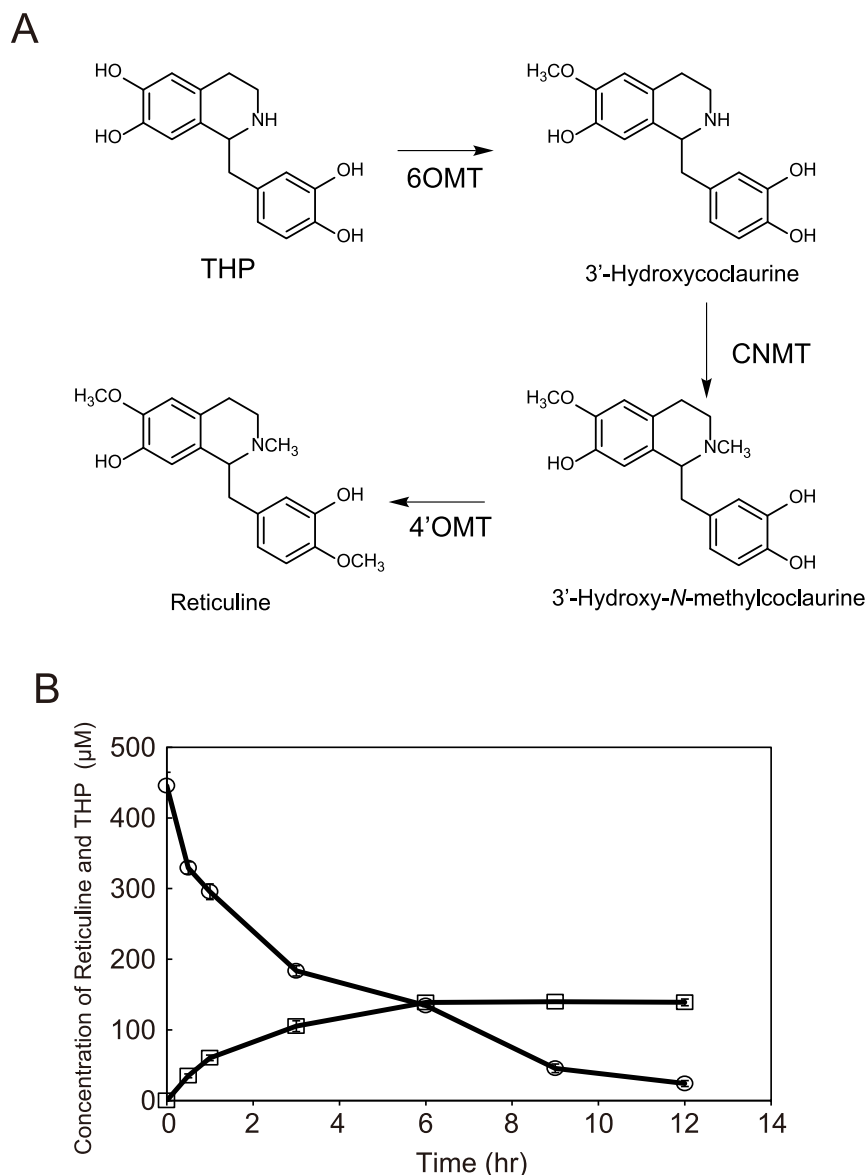 A
HO
HO
NH
OH
OH
THP
6OMT
H₃CO
HO
NH
OH
OH
3'-Hydroxycoclaurine
CNMT
H₃CO
HO
NCH₃
OH
OCH₃
Reticuline
4'OMT
H₃CO
HO
NCH₃
OH
OH
3'-Hydroxy-N-methylcoclaurine
B
Concentration of Reticuline and THP (µM)
500
400
300
200
100
0
0 2 4 6 8 10 12 14
Time (hr)